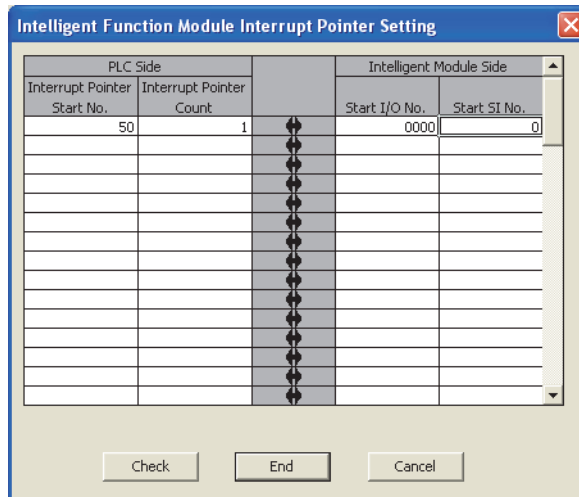 Intelligent Function Module Interrupt Pointer Setting
PLC Side Intelligent Module Side
Interrupt Pointer Interrupt Pointer
Start No. Count Start I/O No. Start SI No.
50 1 0000 0
Check End Cancel